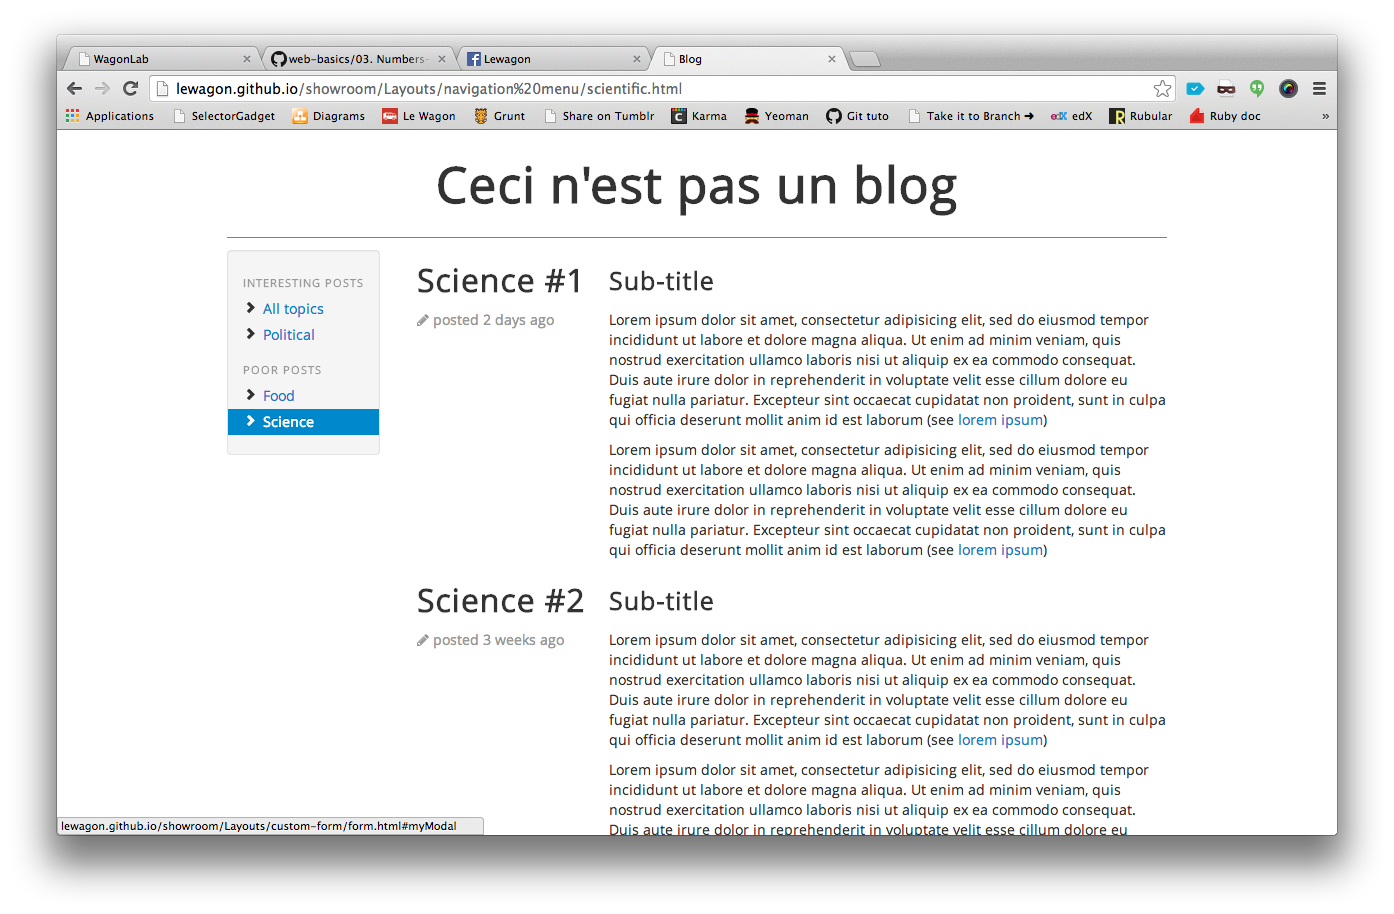 WagonLab
web-basics/03. Numbers-
Lewagon
Blog
lewagon.github.io/showroom/Layouts/navigation%20menu/scientific.html
Applications
SelectorGadget
Diagrams
Le Wagon
Grunt
Share on Tumblr
Karma
Yeoman
Git tuto
Take it to Branch ➔
edX edX
Rubular
Ruby doc
»
Ceci n'est pas un blog
INTERESTING POSTS
All topics
Political
POOR POSTS
Food
Science
Science #1
posted 2 days ago
Sub-title
Lorem ipsum dolor sit amet, consectetur adipisicing elit, sed do eiusmod tempor
incididunt ut labore et dolore magna aliqua. Ut enim ad minim veniam, quis
nostrud exercitation ullamco laboris nisi ut aliquip ex ea commodo consequat.
Duis aute irure dolor in reprehenderit in voluptate velit esse cillum dolore eu
fugiat nulla pariatur. Excepteur sint occaecat cupidatat non proident, sunt in culpa
qui officia deserunt mollit anim id est laborum (see lorem ipsum)
Lorem ipsum dolor sit amet, consectetur adipisicing elit, sed do eiusmod tempor
incididunt ut labore et dolore magna aliqua. Ut enim ad minim veniam, quis
nostrud exercitation ullamco laboris nisi ut aliquip ex ea commodo consequat.
Duis aute irure dolor in reprehenderit in voluptate velit esse cillum dolore eu
fugiat nulla pariatur. Excepteur sint occaecat cupidatat non proident, sunt in culpa
qui officia deserunt mollit anim id est laborum (see lorem ipsum)
Science #2
posted 3 weeks ago
Sub-title
Lorem ipsum dolor sit amet, consectetur adipisicing elit, sed do eiusmod tempor
incididunt ut labore et dolore magna aliqua. Ut enim ad minim veniam, quis
nostrud exercitation ullamco laboris nisi ut aliquip ex ea commodo consequat.
Duis aute irure dolor in reprehenderit in voluptate velit esse cillum dolore eu
fugiat nulla pariatur. Excepteur sint occaecat cupidatat non proident, sunt in culpa
qui officia deserunt mollit anim id est laborum (see lorem ipsum)
Lorem ipsum dolor sit amet, consectetur adipisicing elit, sed do eiusmod tempor
incididunt ut labore et dolore magna aliqua. Ut enim ad minim veniam, quis
nostrud exercitation ullamco laboris nisi ut aliquip ex ea commodo consequat.
Duis aute irure dolor in reprehenderit in voluptate velit esse cillum dolore eu
lewagon.github.io/showroom/Layouts/custom-form/form.html#myModal